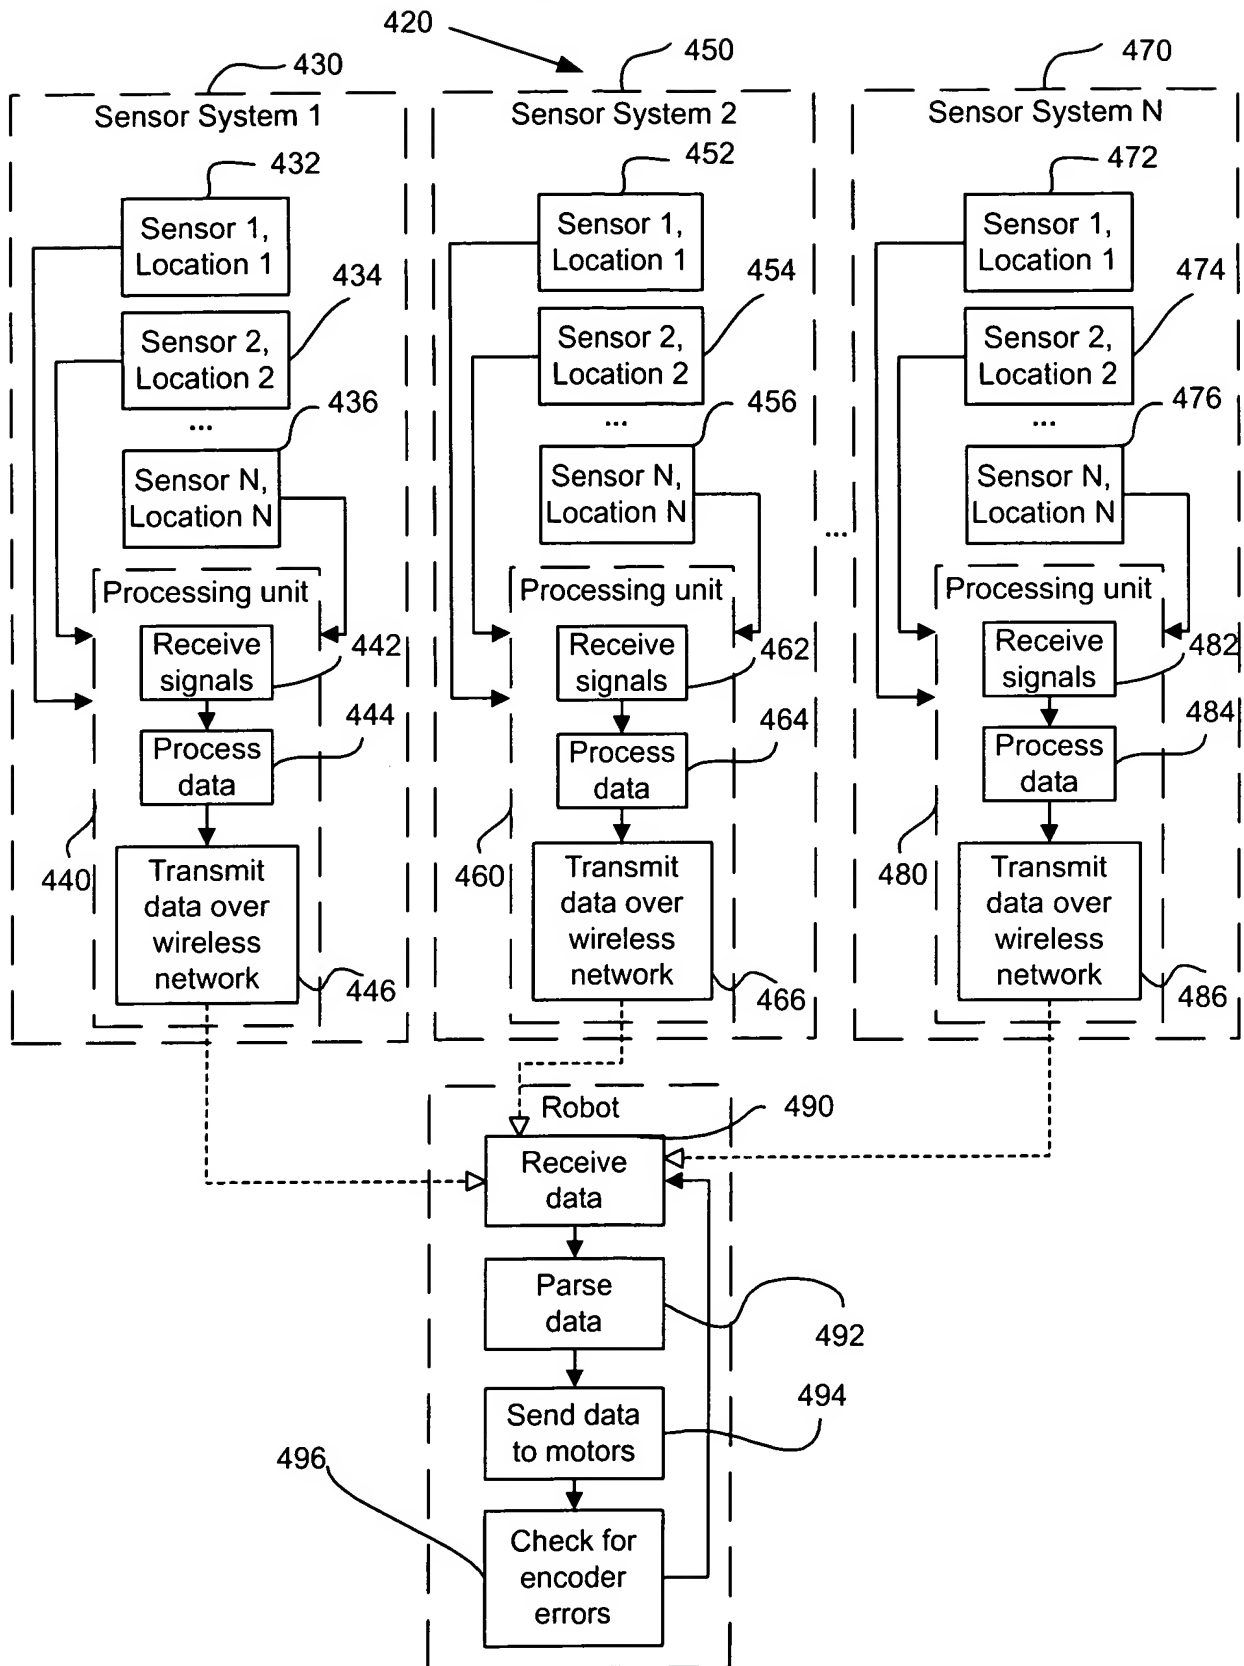 420
430
450
470
Sensor System 1
Sensor System 2
Sensor System N
432
452
472
Sensor 1,
Location 1
Sensor 1,
Location 1
Sensor 1,
Location 1
434
454
474
Sensor 2,
Location 2
Sensor 2,
Location 2
Sensor 2,
Location 2
...
...
...
436
456
476
Sensor N,
Location N
Sensor N,
Location N
Sensor N,
Location N
...
Processing unit
Processing unit
Processing unit
Receive
signals
442
Receive
signals
462
Receive
signals
482
444
464
484
Process
data
Process
data
Process
data
440
460
480
Transmit
data over
wireless
network
Transmit
data over
wireless
network
Transmit
data over
wireless
network
446
466
486
Robot
490
Receive
data
Parse
data
492
494
Send data
to motors
496
Check for
encoder
errors